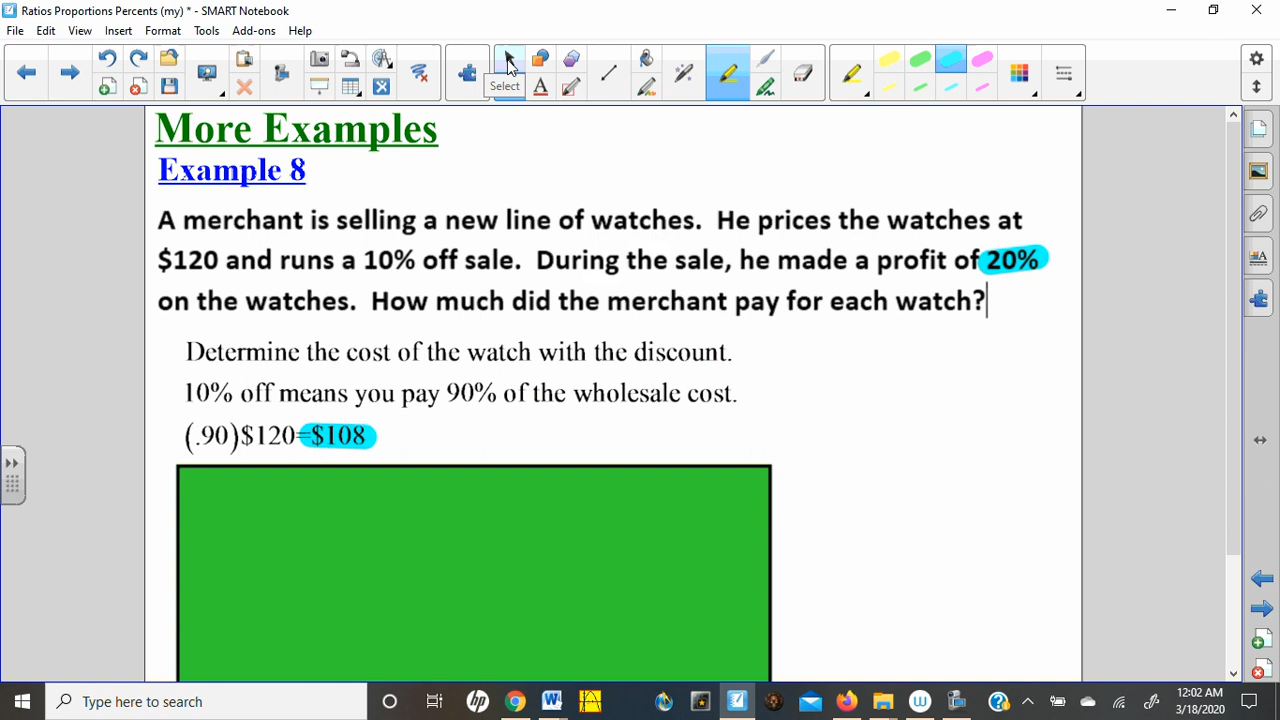 Ratios Proportions Percents (my) * - SMART Notebook
File Edit View Insert Format Tools Add-ons Help
Select
More Examples
Example 8
A merchant is selling a new line of watches. He prices the watches at
$120 and runs a 10% off sale. During the sale, he made a profit of 20%
on the watches. How much did the merchant pay for each watch?
Determine the cost of the watch with the discount.
10% off means you pay 90% of the wholesale cost.
(.90)$120=$108
Type here to search
12:02 AM
3/18/2020